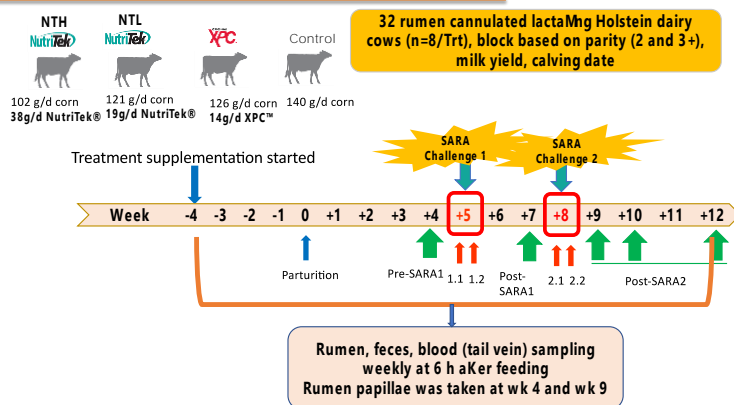 NTH
NutriTek
102 g/d corn
38g/d NutriTek®
NTL
NutriTek
121 g/d corn
19g/d NutriTek®
XPC
126 g/d corn
14g/d XPC™
Control
140 g/d corn
32 rumen cannulated lactaMng Holstein dairy
cows (n=8/Trt), block based on parity (2 and 3+),
milk yield, calving date
Treatment supplementation started
SARA
Challenge 1
SARA
Challenge 2
Week -4 -3 -2 -1 0 +1 +2 +3 +4 +5 +6 +7 +8 +9 +10 +11 +12
Parturition
Pre-SARA1
1.1 1.2
Post-
SARA1
2.1 2.2
Post-SARA2
Rumen, feces, blood (tail vein) sampling
weekly at 6 h aKer feeding
Rumen papillae was taken at wk 4 and wk 9